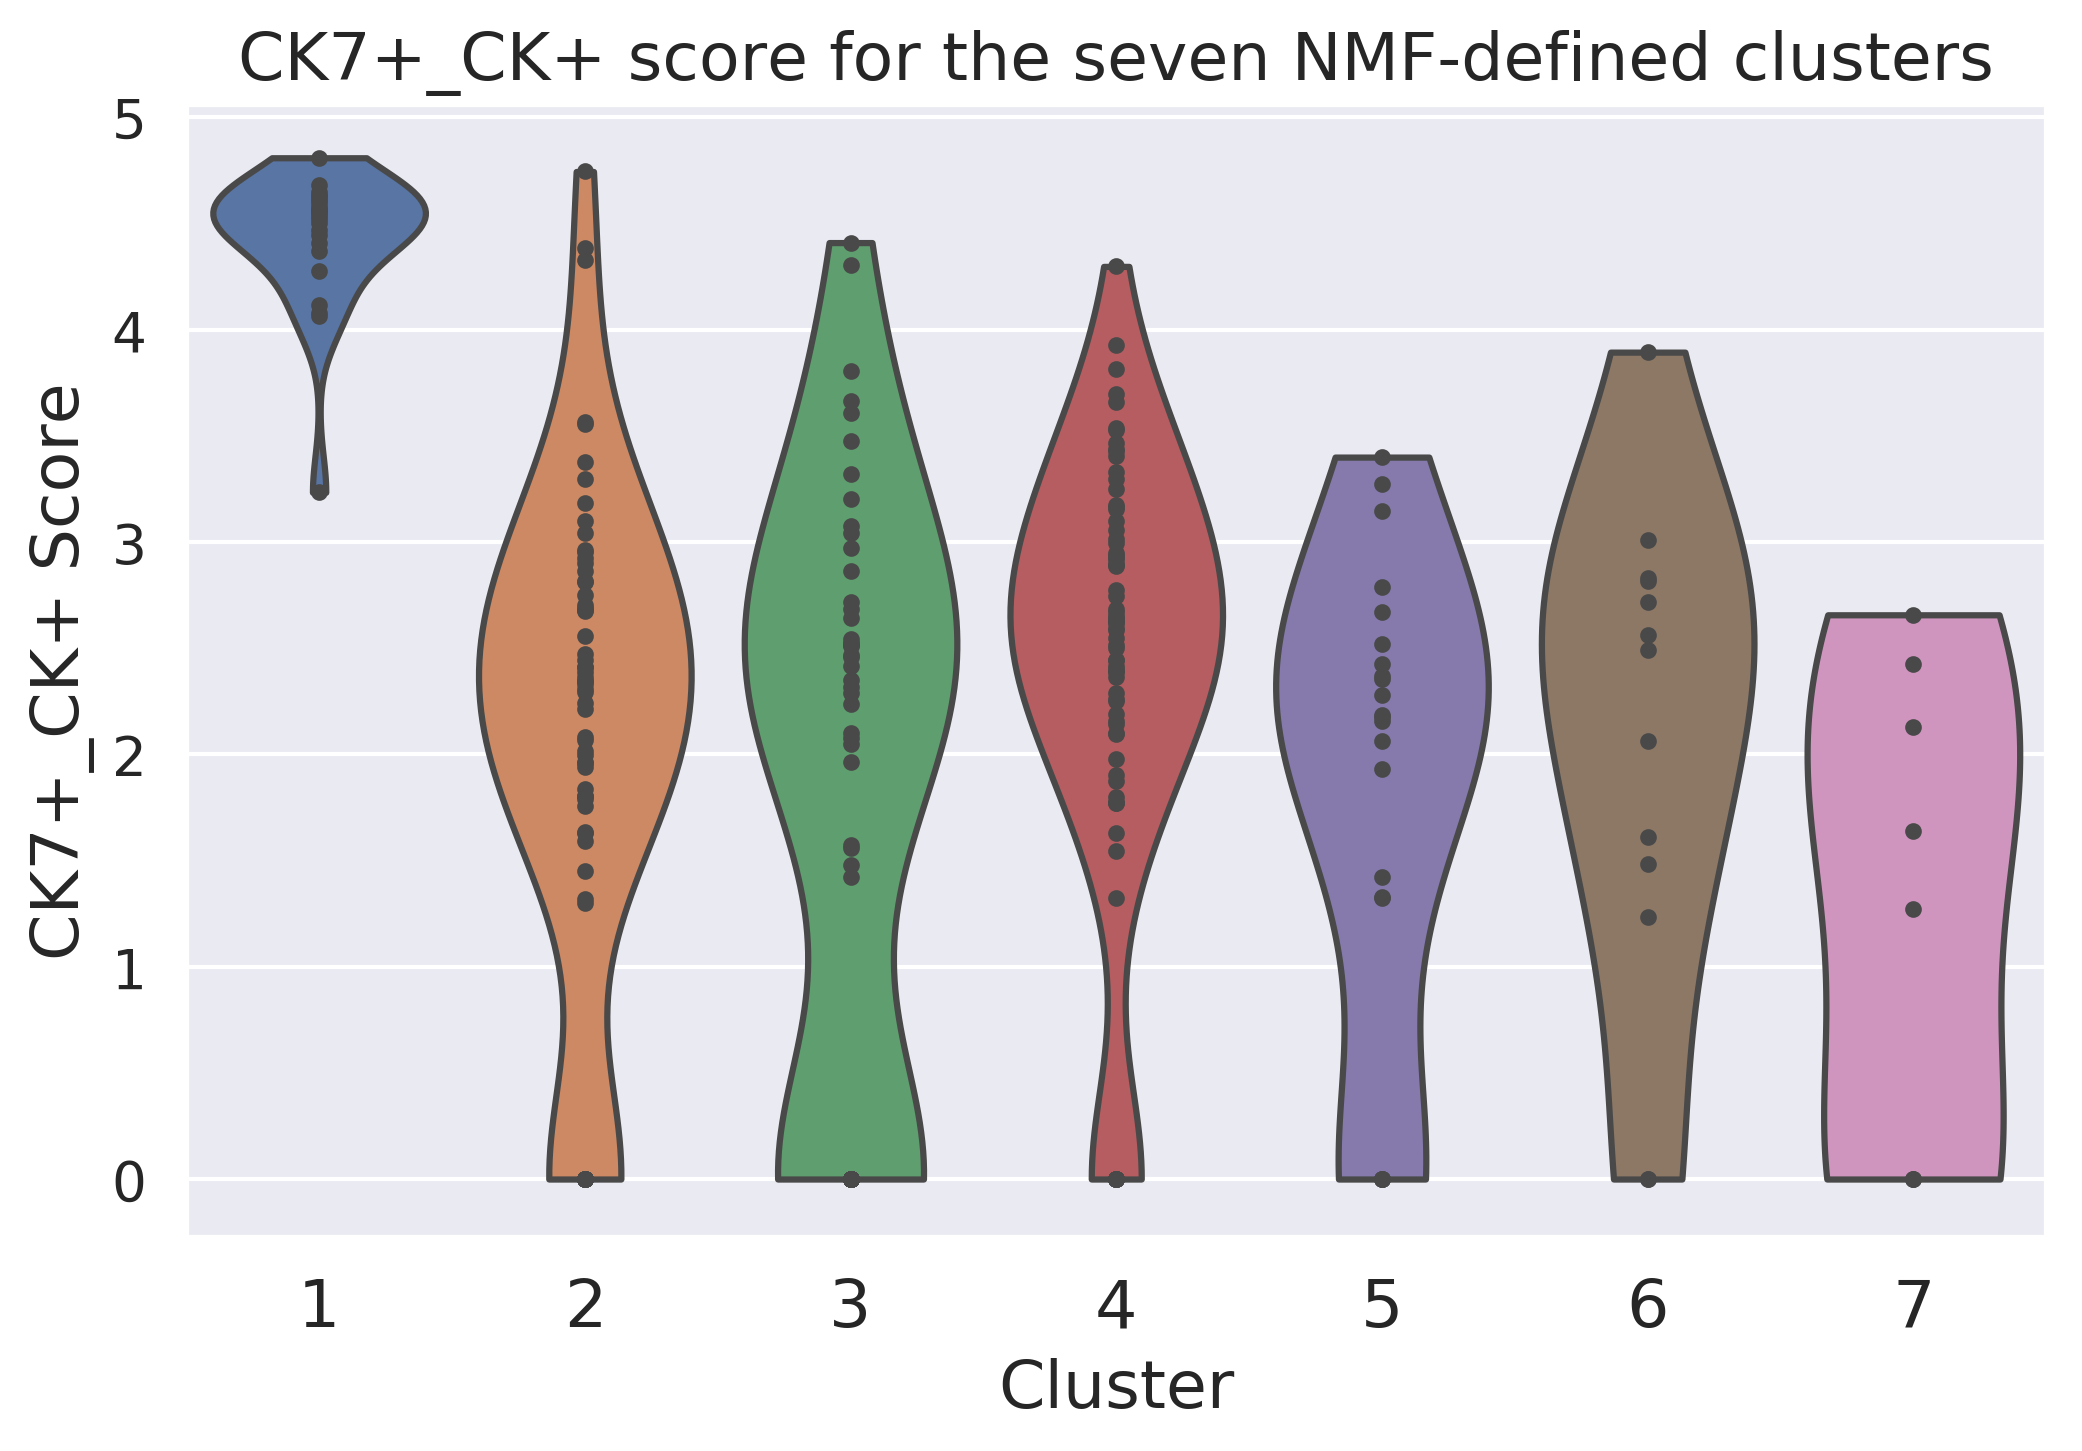 CK7+_CK+ score for the seven NMF-defined clusters
CK7+_CK+ Score
5
4
3
2
1
0
1 2 3 4 5 6 7
Cluster